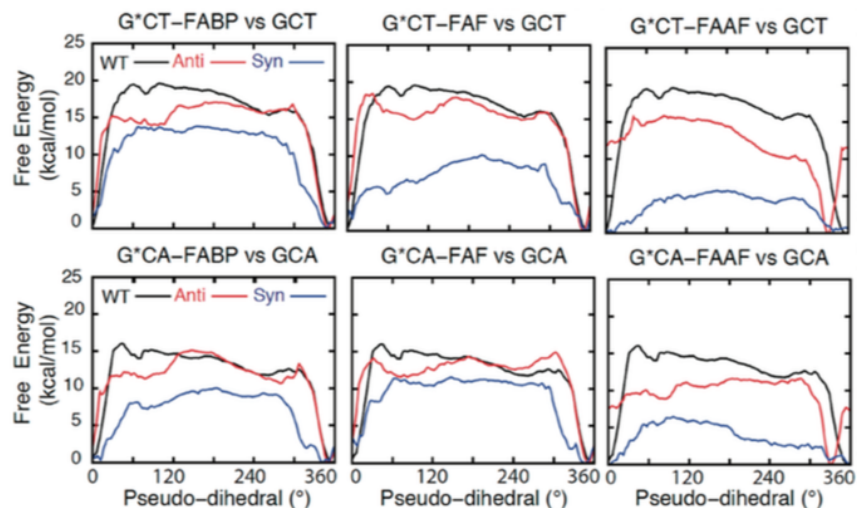 G*CT−FABP vs GCT
G*CT−FAF vs GCT
G*CT−FAAF vs GCT
Free Energy
(kcal/mol)
25
20
15
10
5
0
WT Anti Syn
G*CA−FABP vs GCA
G*CA−FAF vs GCA
G*CA−FAAF vs GCA
Free Energy
(kcal/mol)
25
20
15
10
5
0
WT Anti Syn
0 120 240 360
0 120 240 360
0 120 240 360
Pseudo−dihedral (°)
Pseudo−dihedral (°)
Pseudo−dihedral (°)